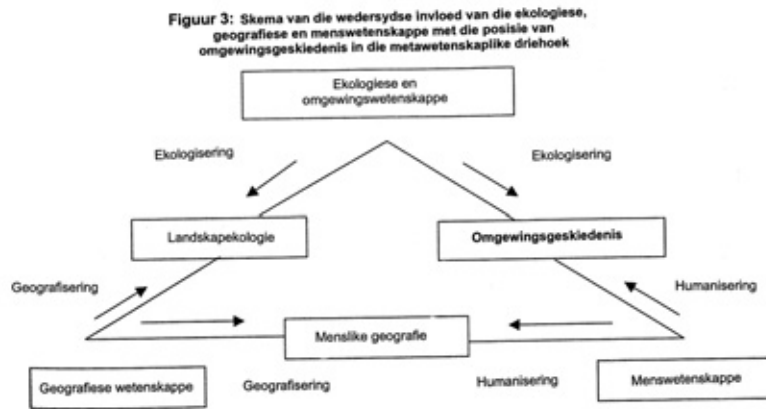 Figuur 3: Skema van die wedersydse invloed van die ekologiese,
geografiese en menswetenskappe met die posisie van
omgewingsgeskiedenis in die metawetenskaplike driehoek
Ekologiese en
omgewingswetenskappe
Ekologisering
Ekologisering
Landskapekologie
Omgewingsgeskiedenis
Geografisering
Humanisering
Menslike geografie
Geografiese wetenskappe
Geografisering
Humanisering
Menswetenskappe